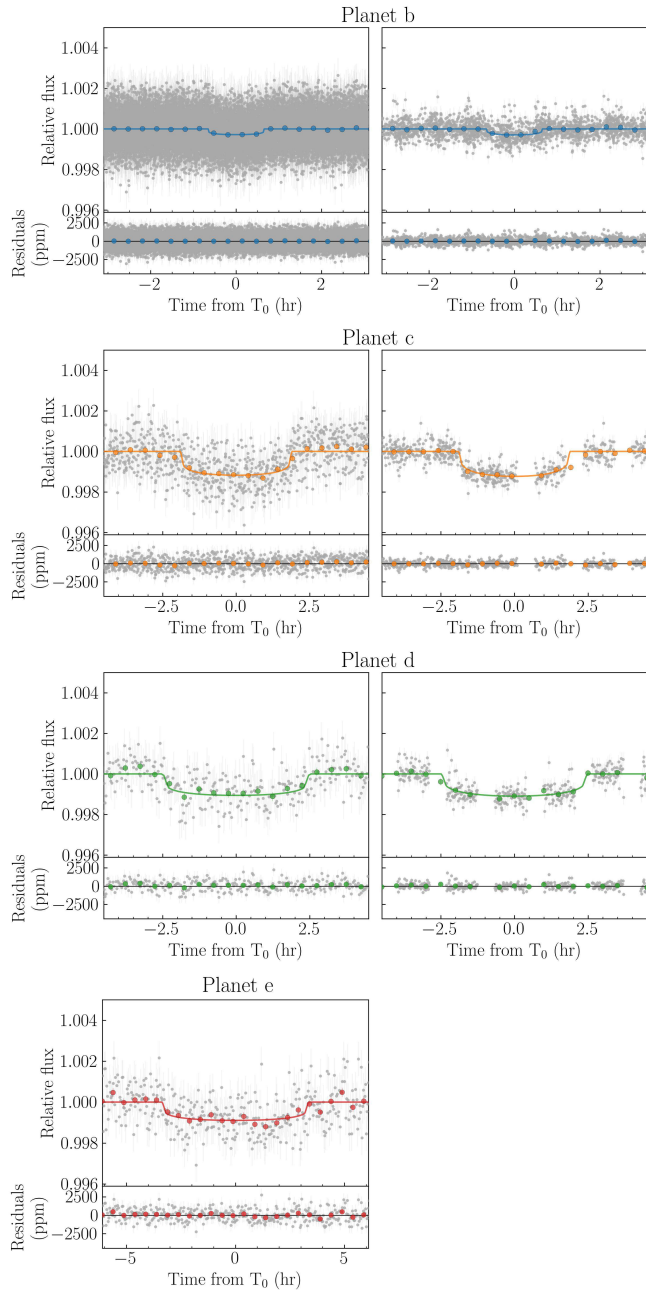 Planet b
Relative flux
1.004
1.002
1.000
0.998
0.996
Residuals
(ppm)
2500
0
−2500
−2 0 2
−2 0 2
Time from T0 (hr)
Time from T0 (hr)
Planet c
Relative flux
1.004
1.002
1.000
0.998
0.996
Residuals
(ppm)
2500
0
−2500
−2.5 0.0 2.5
−2.5 0.0 2.5
Time from T0 (hr)
Time from T0 (hr)
Planet d
Relative flux
1.004
1.002
1.000
0.998
0.996
Residuals
(ppm)
2500
0
−2500
−2.5 0.0 2.5
−2.5 0.0 2.5
Time from T0 (hr)
Time from T0 (hr)
Planet e
Relative flux
1.004
1.002
1.000
0.998
0.996
Residuals
(ppm)
2500
0
−2500
−5 0 5
Time from T0 (hr)